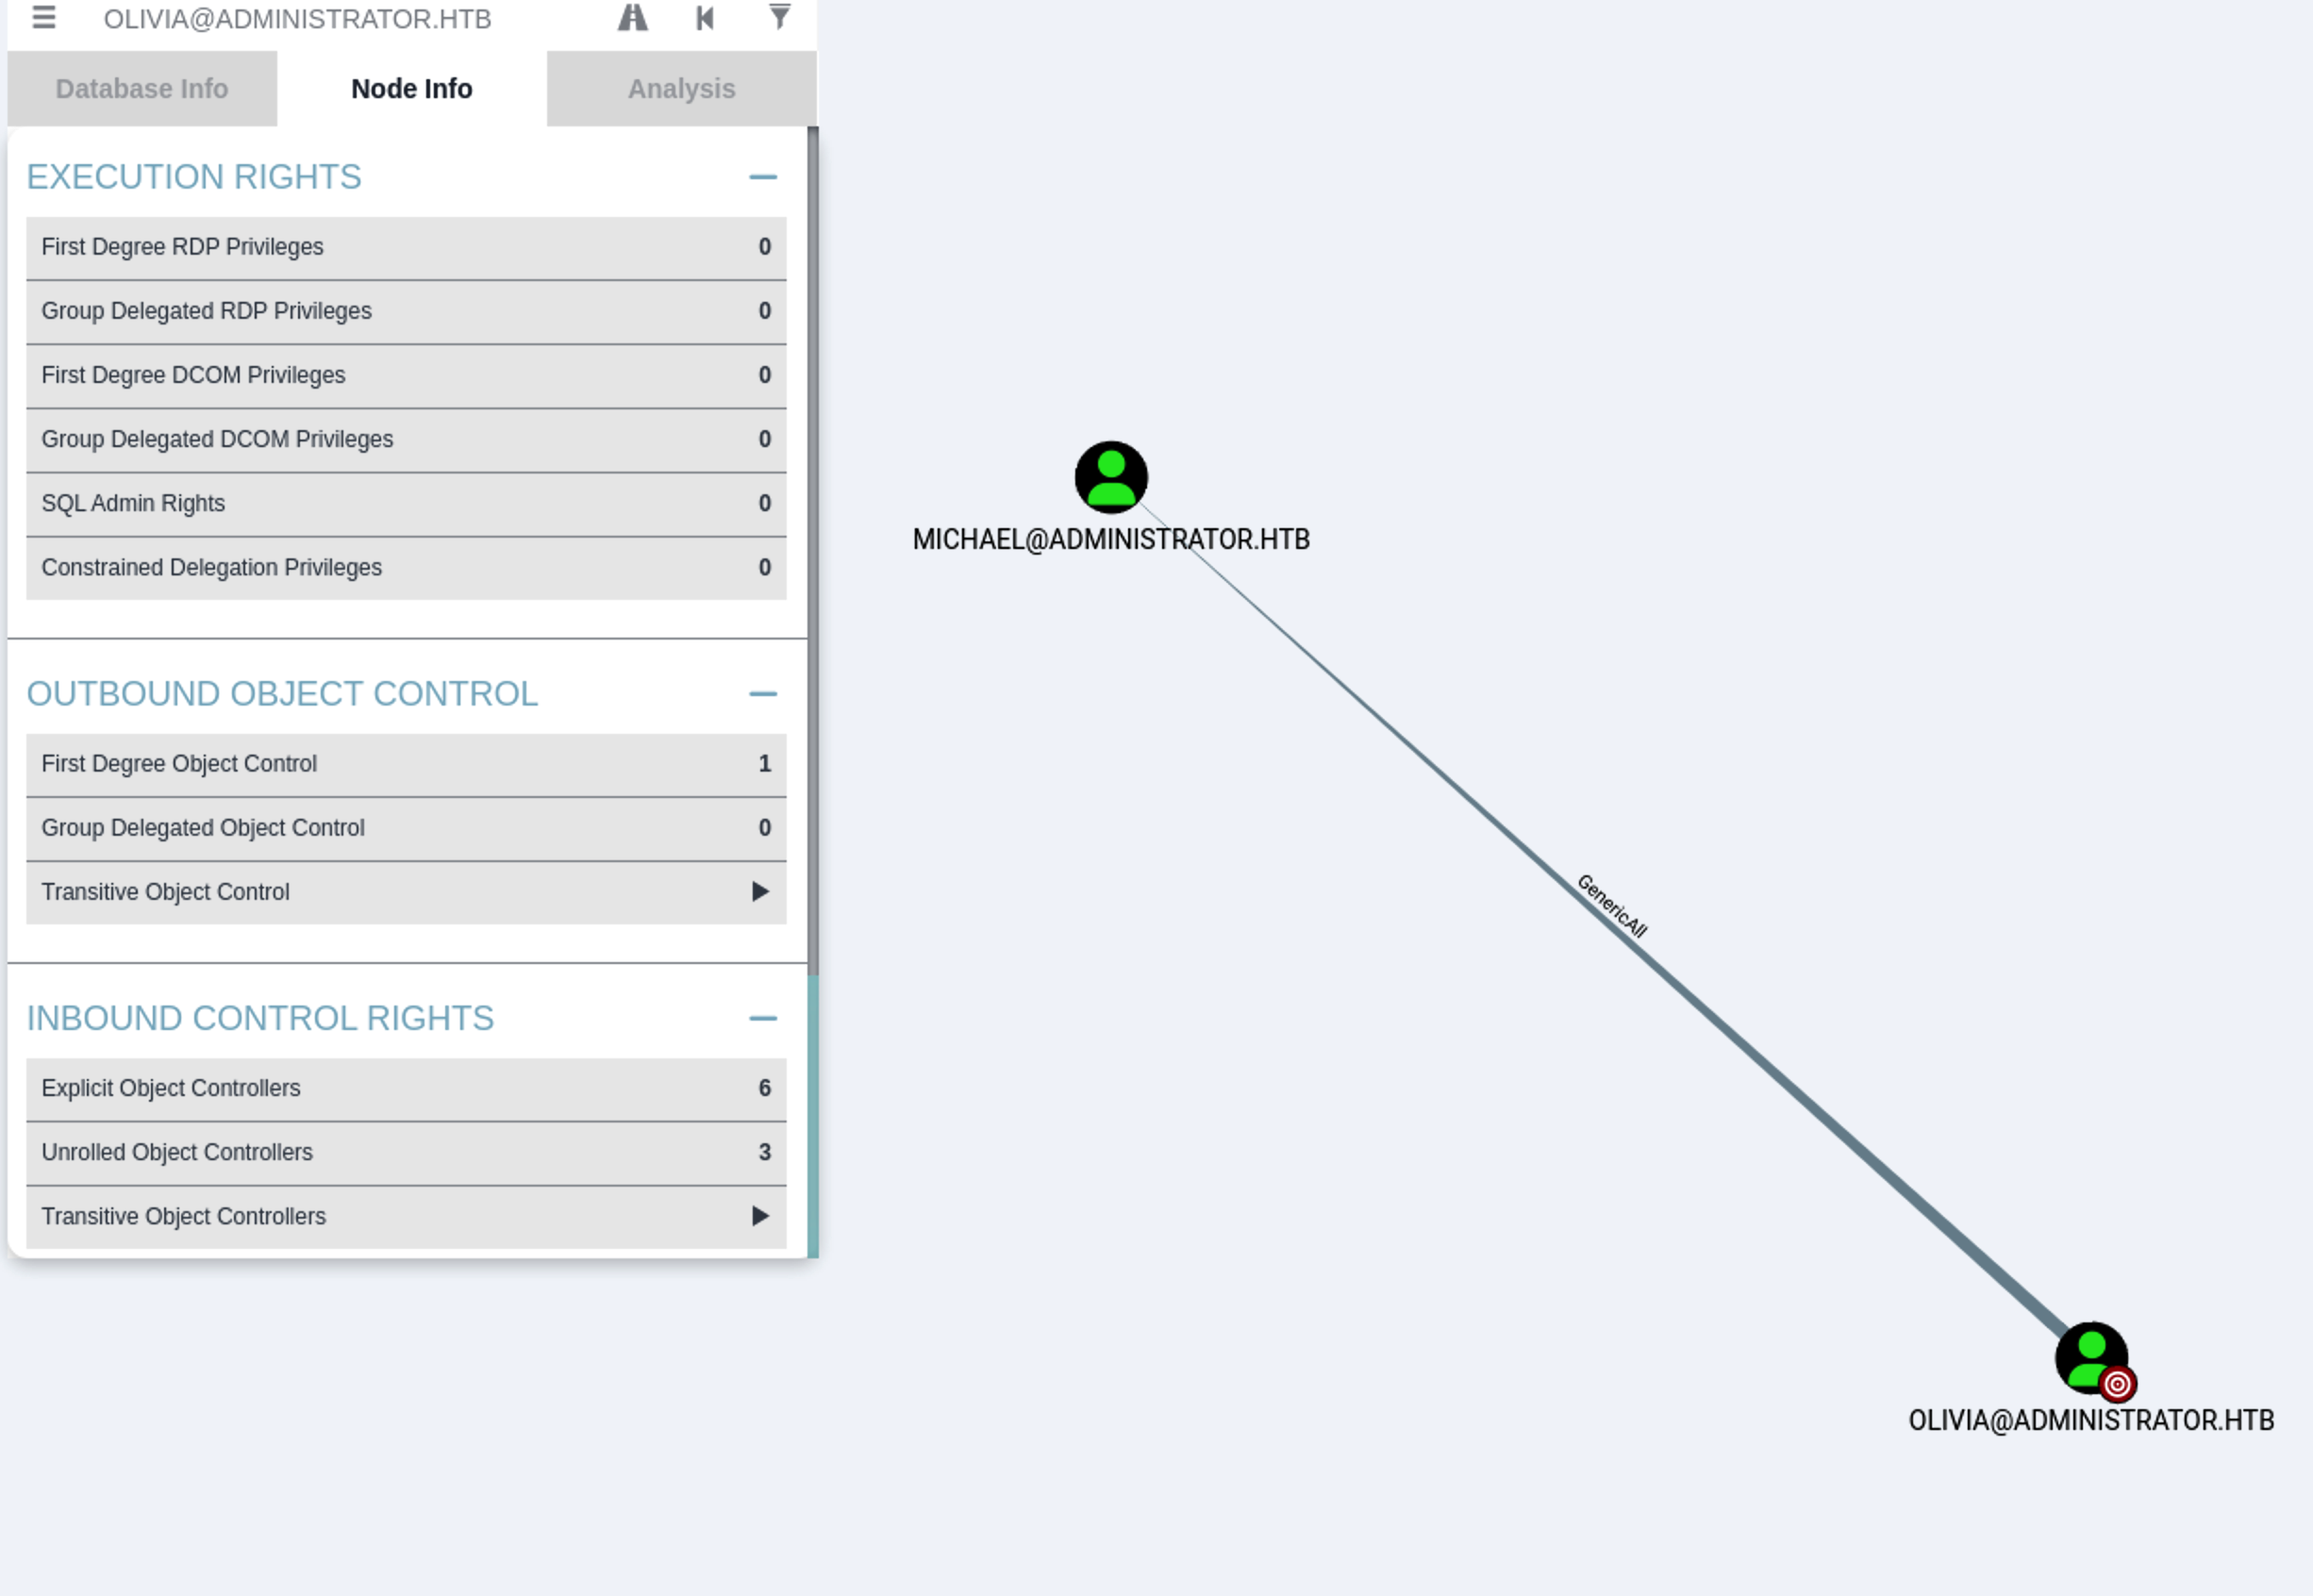 OLIVIA@ADMINISTRATOR.HTB
Database Info
Node Info
Analysis
EXECUTION RIGHTS
First Degree RDP Privileges 0
Group Delegated RDP Privileges 0
First Degree DCOM Privileges 0
Group Delegated DCOM Privileges 0
SQL Admin Rights 0
Constrained Delegation Privileges 0
OUTBOUND OBJECT CONTROL
First Degree Object Control 1
Group Delegated Object Control 0
Transitive Object Control
INBOUND CONTROL RIGHTS
Explicit Object Controllers 6
Unrolled Object Controllers 3
Transitive Object Controllers
MICHAEL@ADMINISTRATOR.HTB
GenericAll
OLIVIA@ADMINISTRATOR.HTB